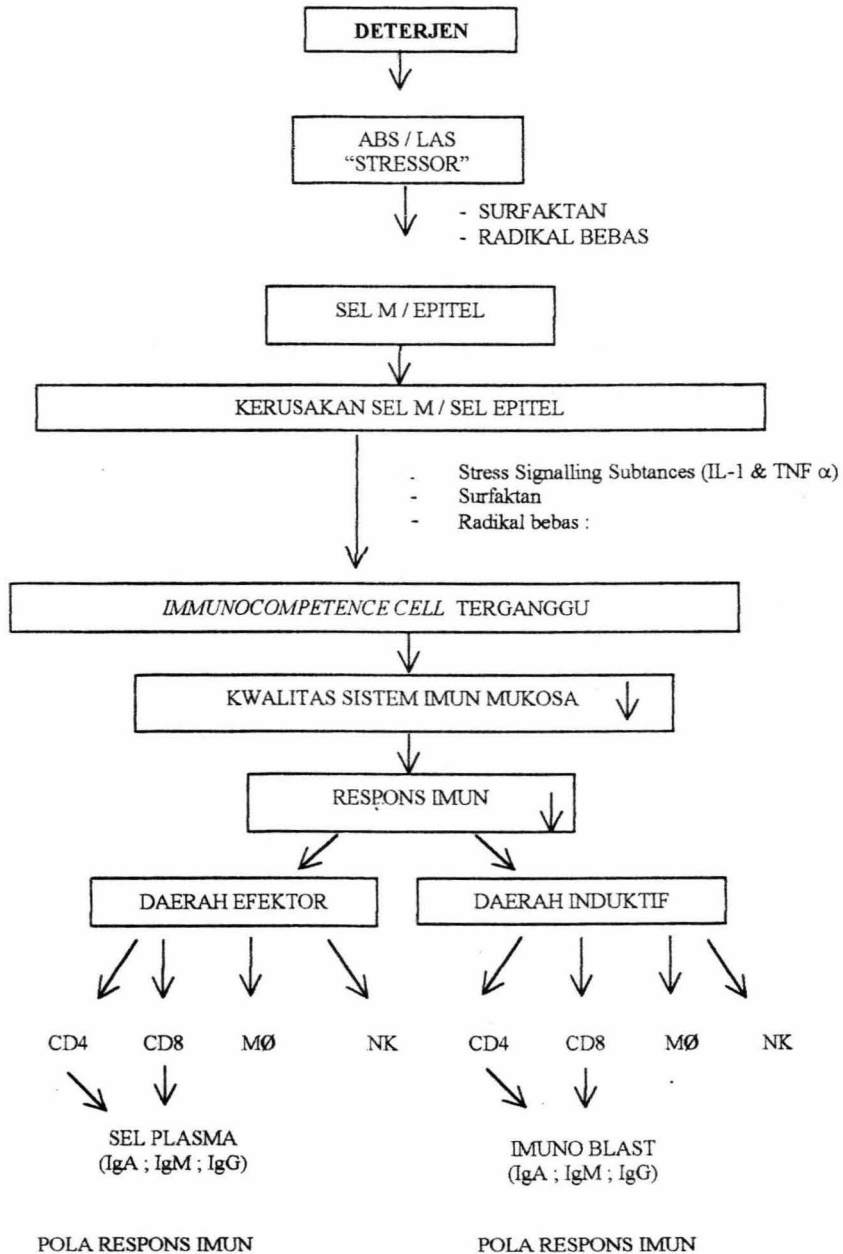 DETERJEN
ABS / LAS
“STRESSOR”
- SURFAKTAN
- RADIKAL BEBAS
SEL M / EPITEL
KERUSAKAN SEL M / SEL EPITEL
- Stress Signalling Subtances (IL-1 & TNF α)
- Surfaktan
- Radikal bebas :
IMMUNOCOMPETENCE CELL TERGANGGU
KWALITAS SISTEM IMUN MUKOSA
RESPONS IMUN
DAERAH EFEKTOR DAERAH INDUKTIF
CD4 CD8 MØ NK CD4 CD8 MØ NK
SEL PLASMA
(IgA ; IgM ; IgG)
IMUNO BLAST
(IgA ; IgM ; IgG)
POLA RESPONS IMUN POLA RESPONS IMUN